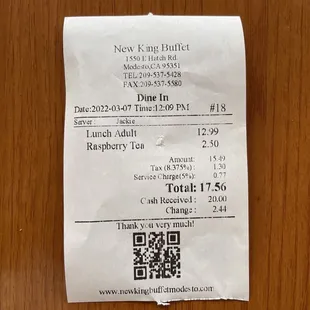 New King Buffet
1550 E Hatch Rd.
Modesto,CA 95351
TEL:209-537-5428
FAX:209-537-5580
Dine In
Date:2022-03-07 Time:12:09 PM #18
Server : Jackie
Lunch Adult 12.99
Raspberry Tea 2.50
Amount: 15.49
Tax (8.375%) : 1.30
Service Charge(5%): 0.77
Total: 17.56
Cash Received: 20.00
Change : 2.44
Thank you very much!
www.newkingbuffetmodesto.com